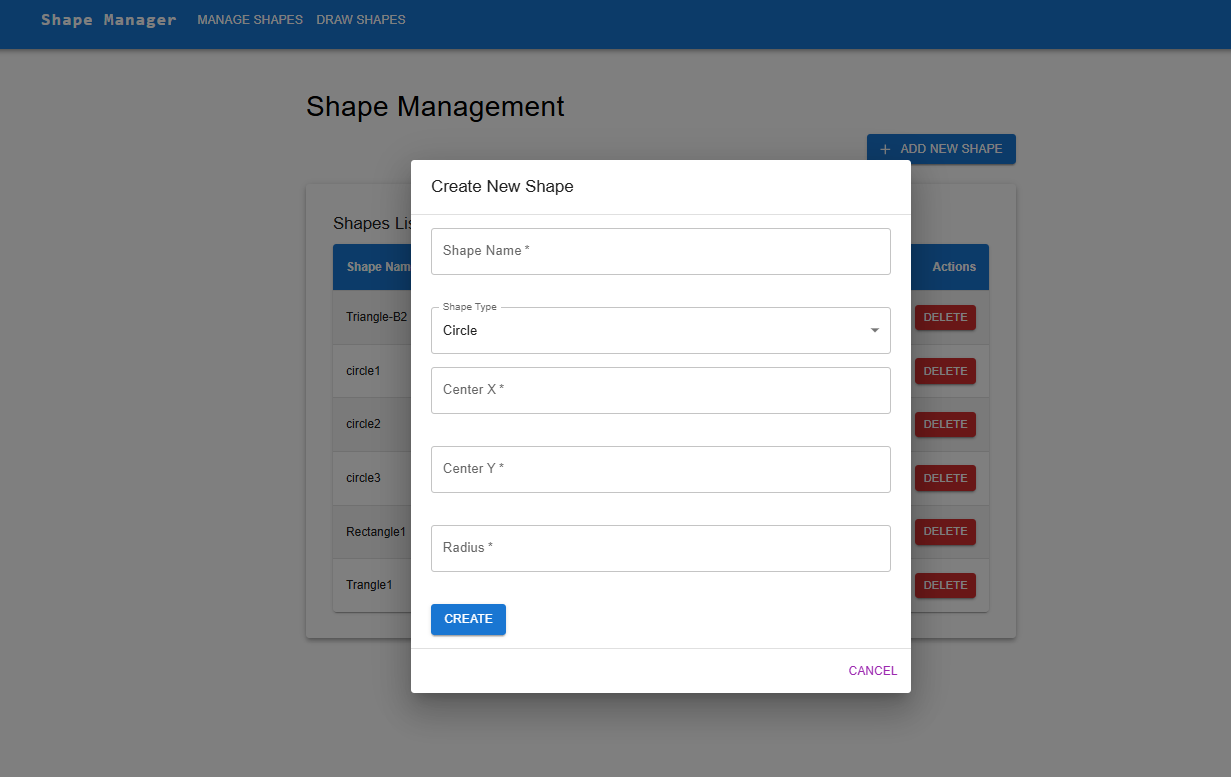 Shape Manager MANAGE SHAPES DRAW SHAPES
Shape Management
+ ADD NEW SHAPE
Create New Shape
Shapes Lis
Shape Name *
Shape Nam Actions
Shape Type
Triangle-B2 Circle DELETE
circle1 DELETE
Center X *
circle2 DELETE
Center Y *
circle3 DELETE
Rectangle1 DELETE
Radius *
Trangle1 DELETE
CREATE
CANCEL